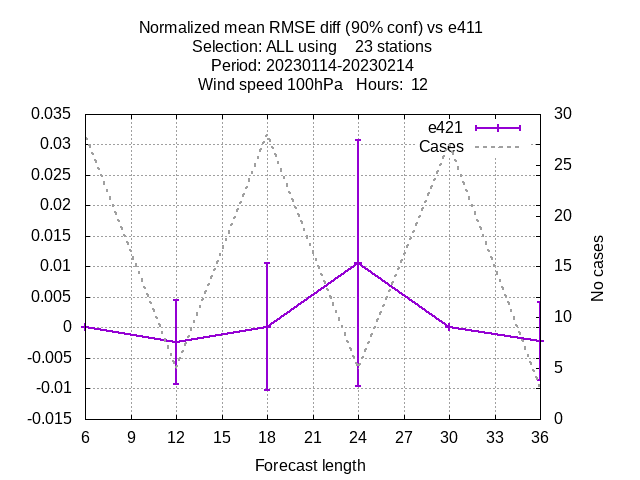 Normalized mean RMSE diff (90% conf) vs e411
Selection: ALL using    23 stations
Period: 20230114-20230214
Wind speed 100hPa   Hours:  12
0.035
0.03
0.025
0.02
0.015
0.01
0.005
0
-0.005
-0.01
-0.015
30
25
20
15
10
5
0
e421
Cases
No cases
6 9 12 15 18 21 24 27 30 33 36
Forecast length